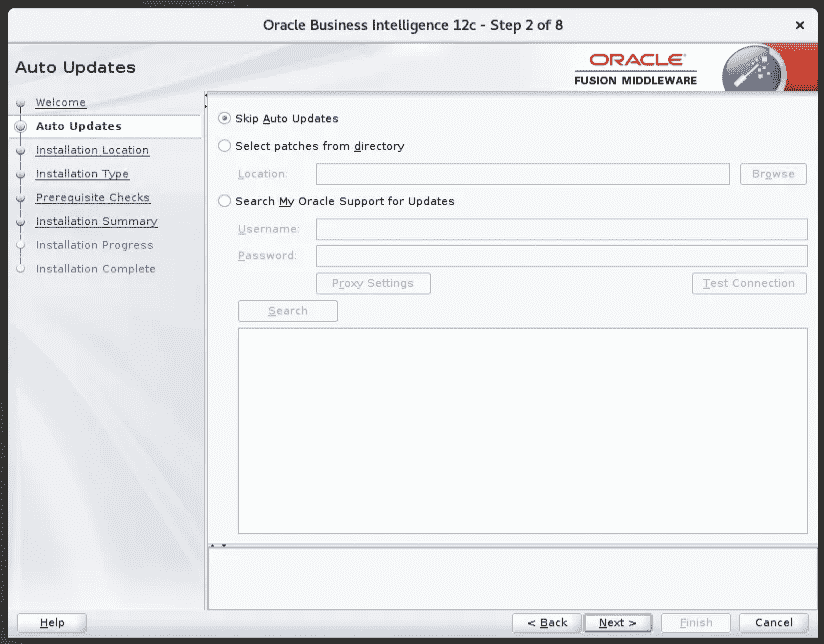 Oracle Business Intelligence 12c - Step 2 of 8
Auto Updates
ORACLE
FUSION MIDDLEWARE
Welcome
Auto Updates
Installation Location
Installation Type
Prerequisite Checks
Installation Summary
Installation Progress
Installation Complete
Skip Auto Updates
Select patches from directory
Location: Browse
Search My Oracle Support for Updates
Username:
Password:
Proxy Settings Test Connection
Search
Help < Back Next > Finish Cancel